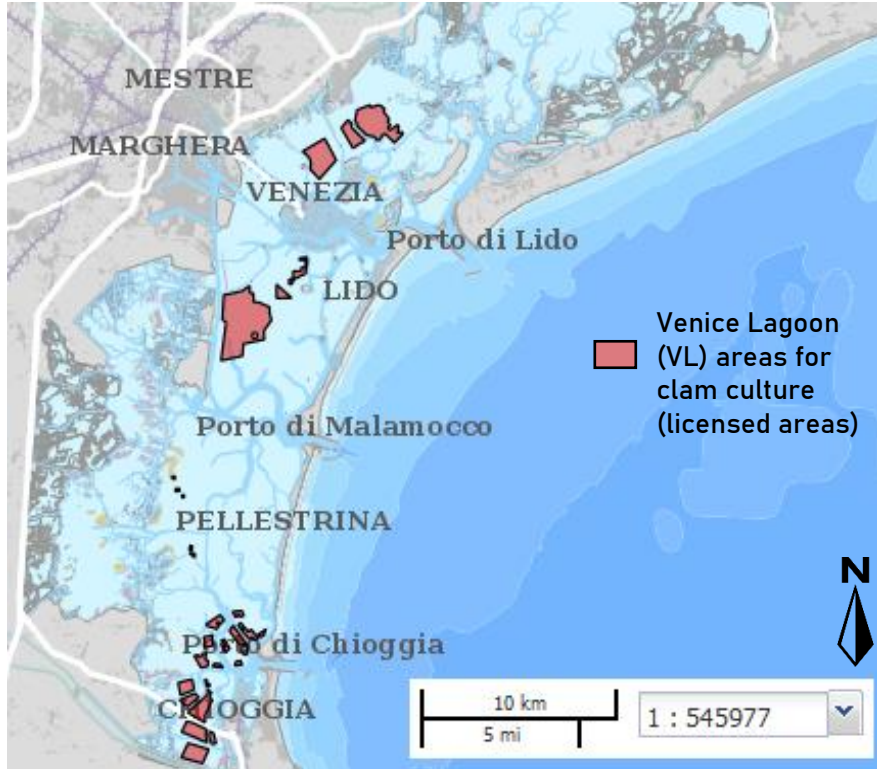 MESTRE
MARGHERA
VENEZIA
Porto di Lido
LIDO
Venice Lagoon
(VL) areas for
clam culture
(licensed areas)
Porto di Malamocco
PELLESTRINA
N
Porto di Chioggia
CHIOGGIA
10 km
5 mi
1 : 545977